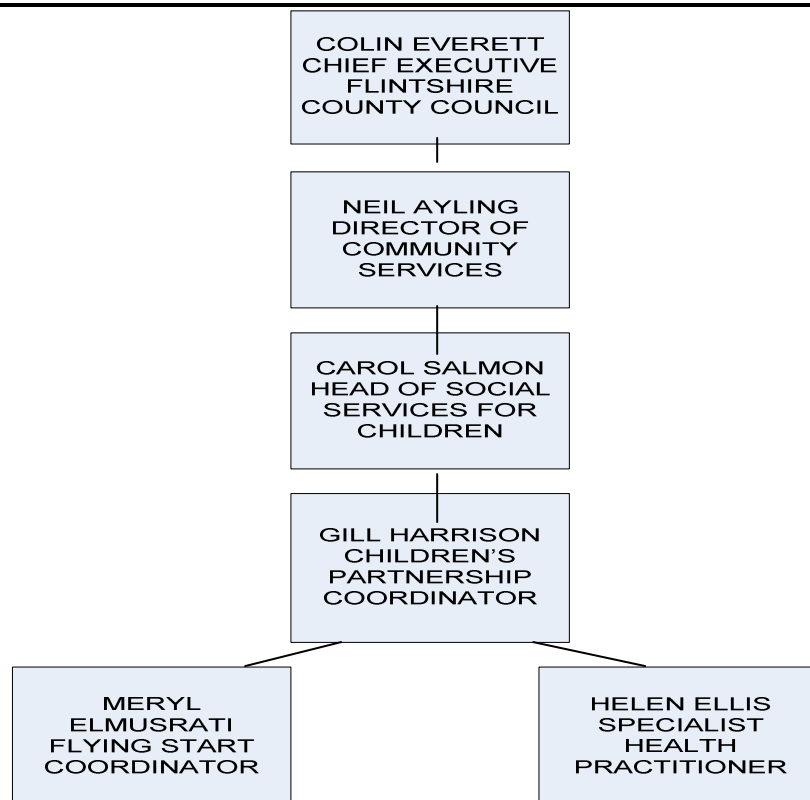 COLIN EVERETT
CHIEF EXECUTIVE
FLINTSHIRE
COUNTY COUNCIL
NEIL AYLING
DIRECTOR OF
COMMUNITY
SERVICES
CAROL SALMON
HEAD OF SOCIAL
SERVICES FOR
CHILDREN
GILL HARRISON
CHILDREN’S
PARTNERSHIP
COORDINATOR
MERYL
ELMUSRATI
FLYING START
COORDINATOR
HELEN ELLIS
SPECIALIST
HEALTH
PRACTITIONER